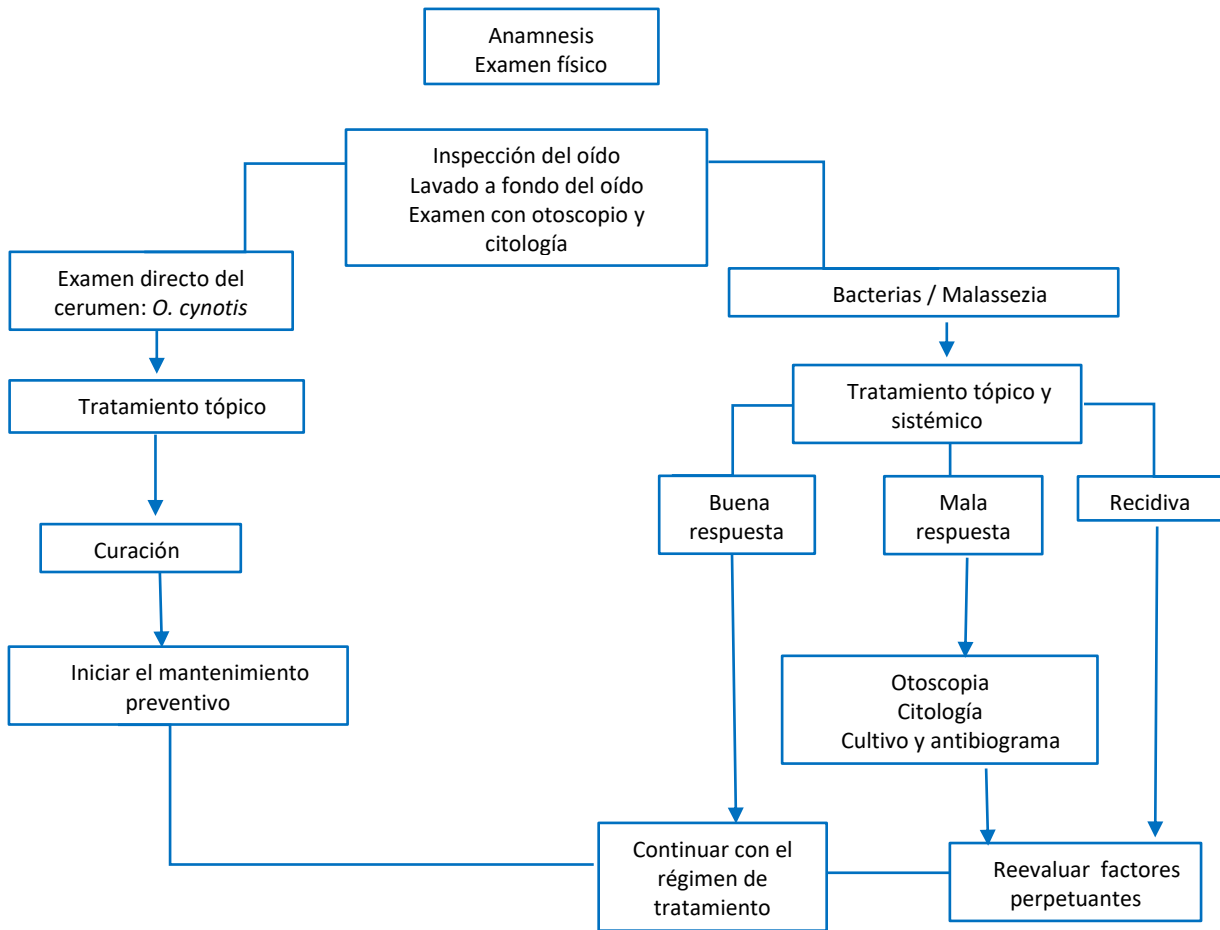 Anamnesis
Examen físico
Inspección del oído
Lavado a fondo del oído
Examen con otoscopio y
citología
Examen directo del
cerumen: O. cynotis
Bacterias / Malassezia
Tratamiento tópico
Tratamiento tópico y
sistémico
Buena
respuesta
Mala
respuesta
Recidiva
Curación
Iniciar el mantenimiento
preventivo
Otoscopia
Citología
Cultivo y antibiograma
Continuar con el
régimen de
tratamiento
Reevaluar factores
perpetuantes